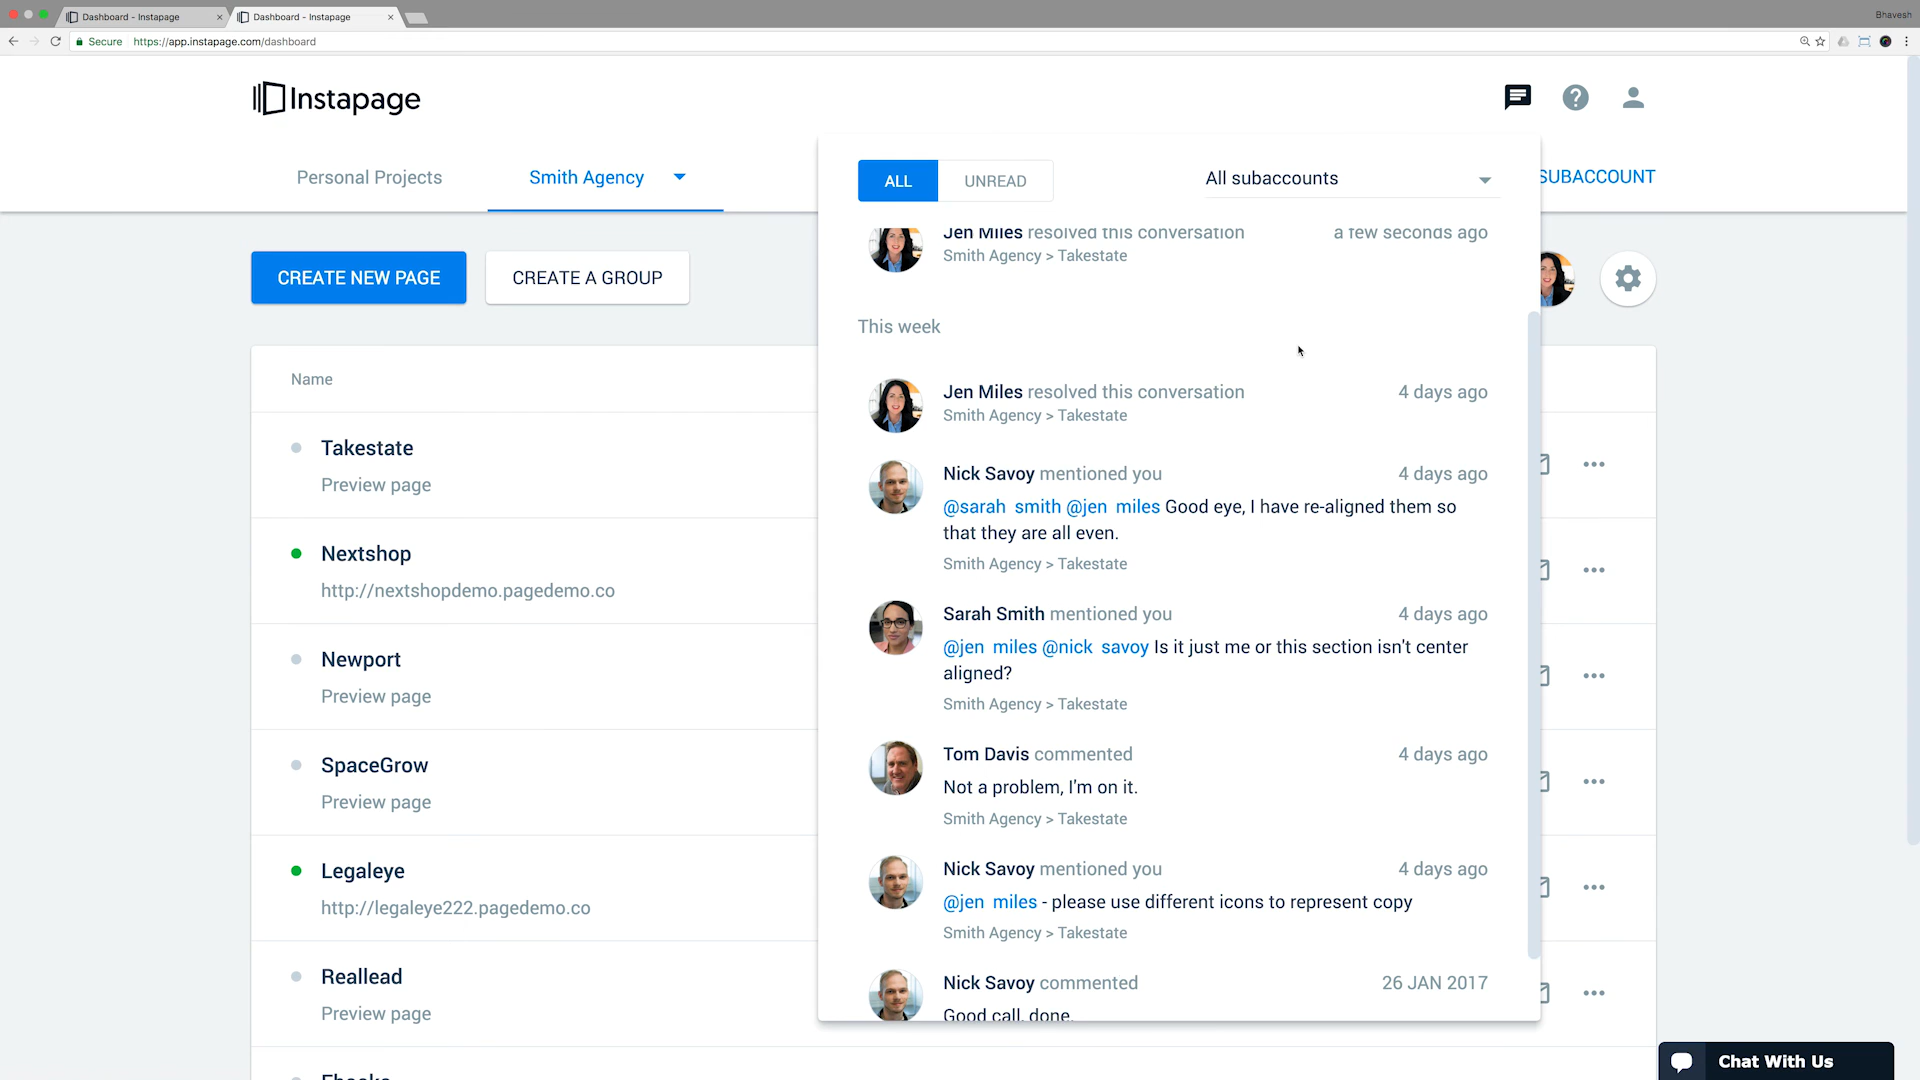 Dashboard - Instapage
Dashboard - Instapage
Bhavesh
Secure https://app.instapage.com/dashboard
Instapage
Personal Projects
Smith Agency
SUBACCOUNT
ALL
UNREAD
All subaccounts
CREATE NEW PAGE
CREATE A GROUP
Name
Takestate
Preview page
Nextshop
http://nextshopdemo.pagedemo.co
Newport
Preview page
SpaceGrow
Preview page
Legaleye
http://legaleye222.pagedemo.co
Reallead
Preview page
Jen Miles resolved this conversation
a few seconds ago
Smith Agency > Takestate
This week
Jen Miles resolved this conversation
4 days ago
Smith Agency > Takestate
Nick Savoy mentioned you
4 days ago
@sarah smith @jen miles Good eye, I have re-aligned them so
that they are all even.
Smith Agency > Takestate
Sarah Smith mentioned you
4 days ago
@jen miles @nick savoy Is it just me or this section isn't center
aligned?
Smith Agency > Takestate
Tom Davis commented
4 days ago
Not a problem, I'm on it.
Smith Agency > Takestate
Nick Savoy mentioned you
4 days ago
@jen miles - please use different icons to represent copy
Smith Agency > Takestate
Nick Savoy commented
26 JAN 2017
Good call, done.
Chat With Us